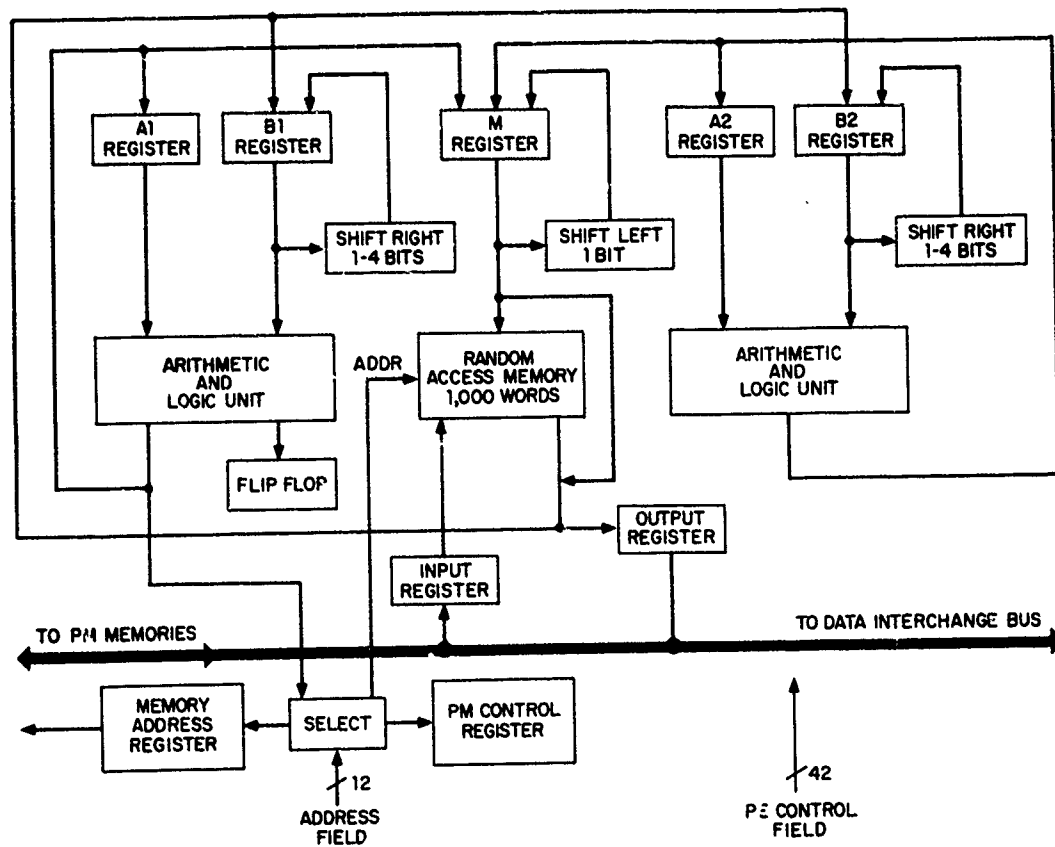 A1
REGISTER
B1
REGISTER
M
REGISTER
A2
REGISTER
B2
REGISTER
SHIFT RIGHT
1-4 BITS
SHIFT LEFT
1 BIT
SHIFT RIGHT
1-4 BITS
ARITHMETIC
AND
LOGIC UNIT
ADDR
RANDOM
ACCESS MEMORY
1,000 WORDS
ARITHMETIC
AND
LOGIC UNIT
FLIP FLOP
OUTPUT
REGISTER
INPUT
REGISTER
TO PM MEMORIES
TO DATA INTERCHANGE BUS
MEMORY
ADDRESS
REGISTER
SELECT
PM CONTROL
REGISTER
12
ADDRESS
FIELD
42
PE CONTROL
FIELD